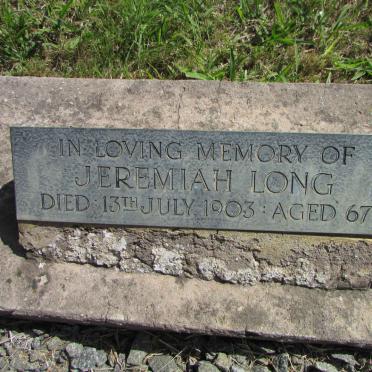 IN LOVING MEMORY OF
JEREMIAH LONG
DIED: 13TH JULY 1903: AGED 67